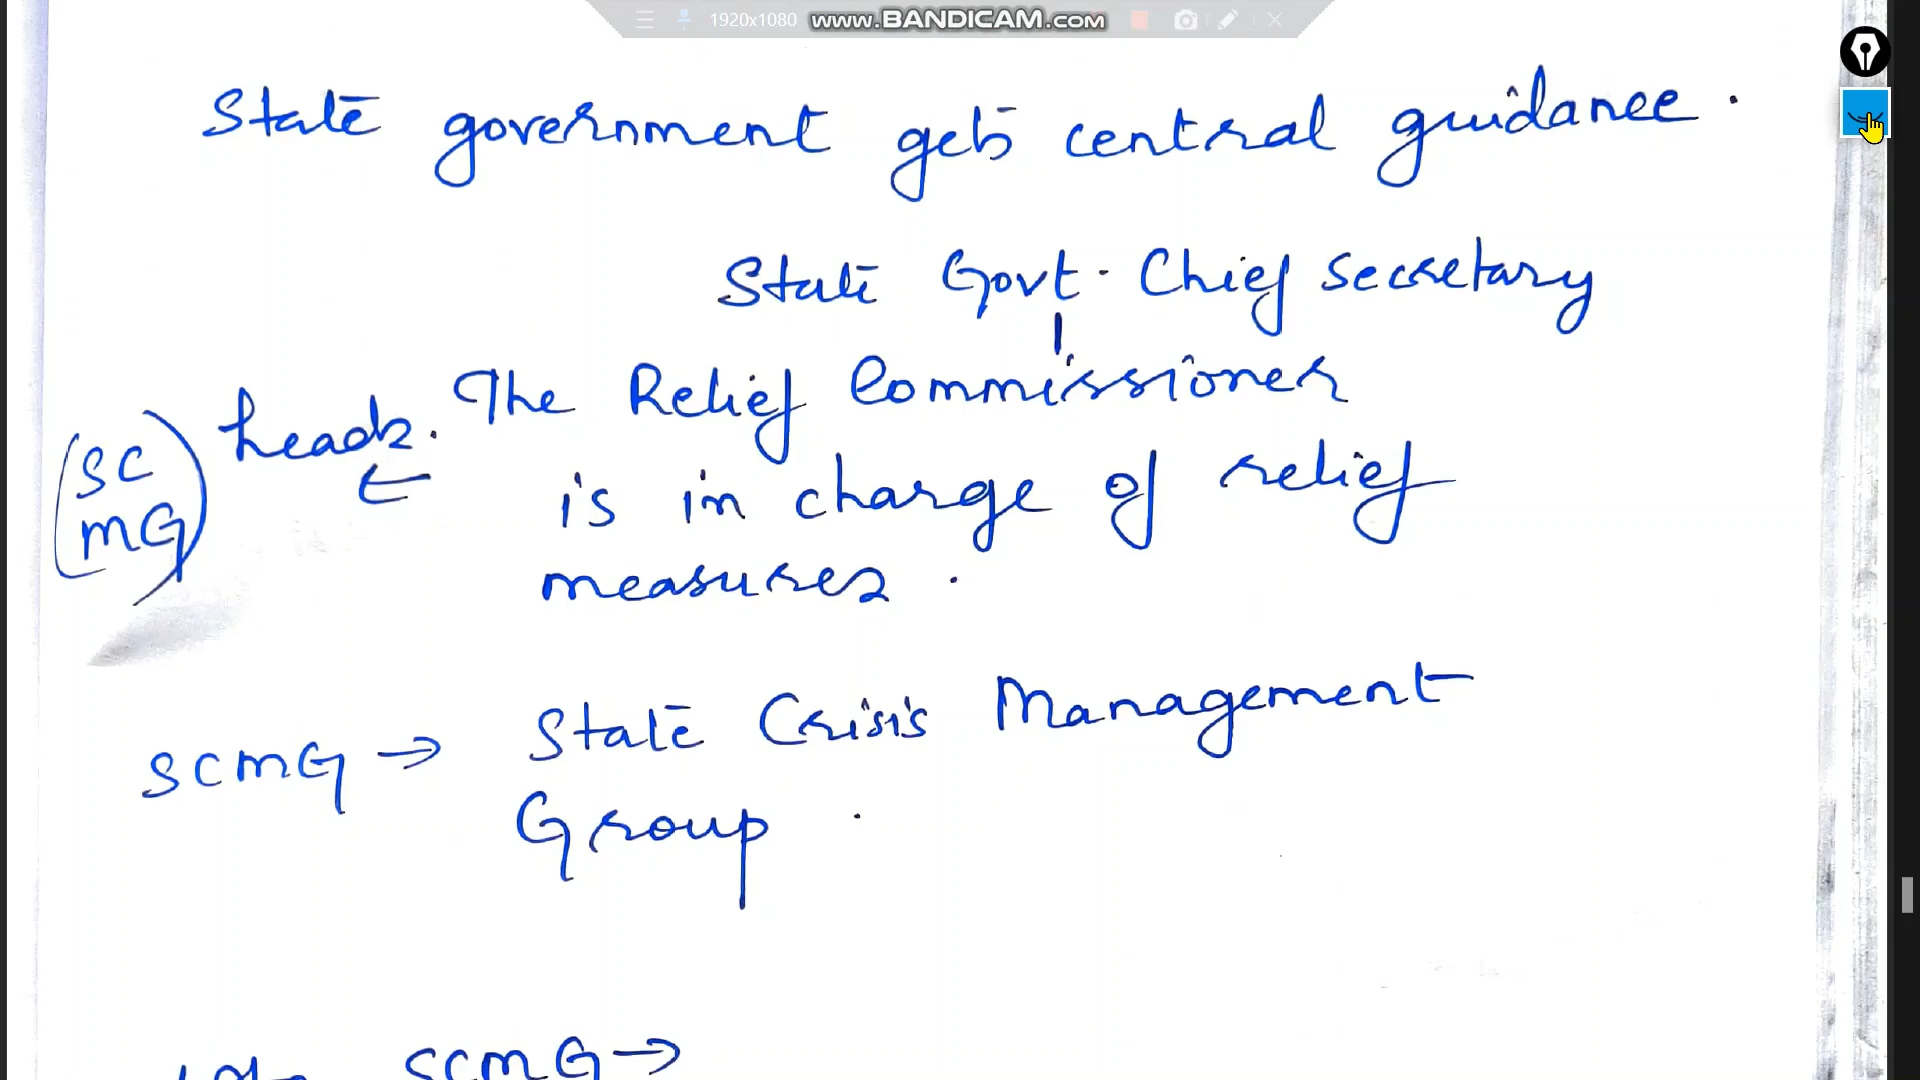 1920x1080 www.BANDICAM.com
State government gets central guidance.
State Govt. Chief Secretary
heads. The Relief Commissioner
(SC
MG)
is in charge of relief
measures.
SCMG → State Crisis Management
Group.
SCMG →